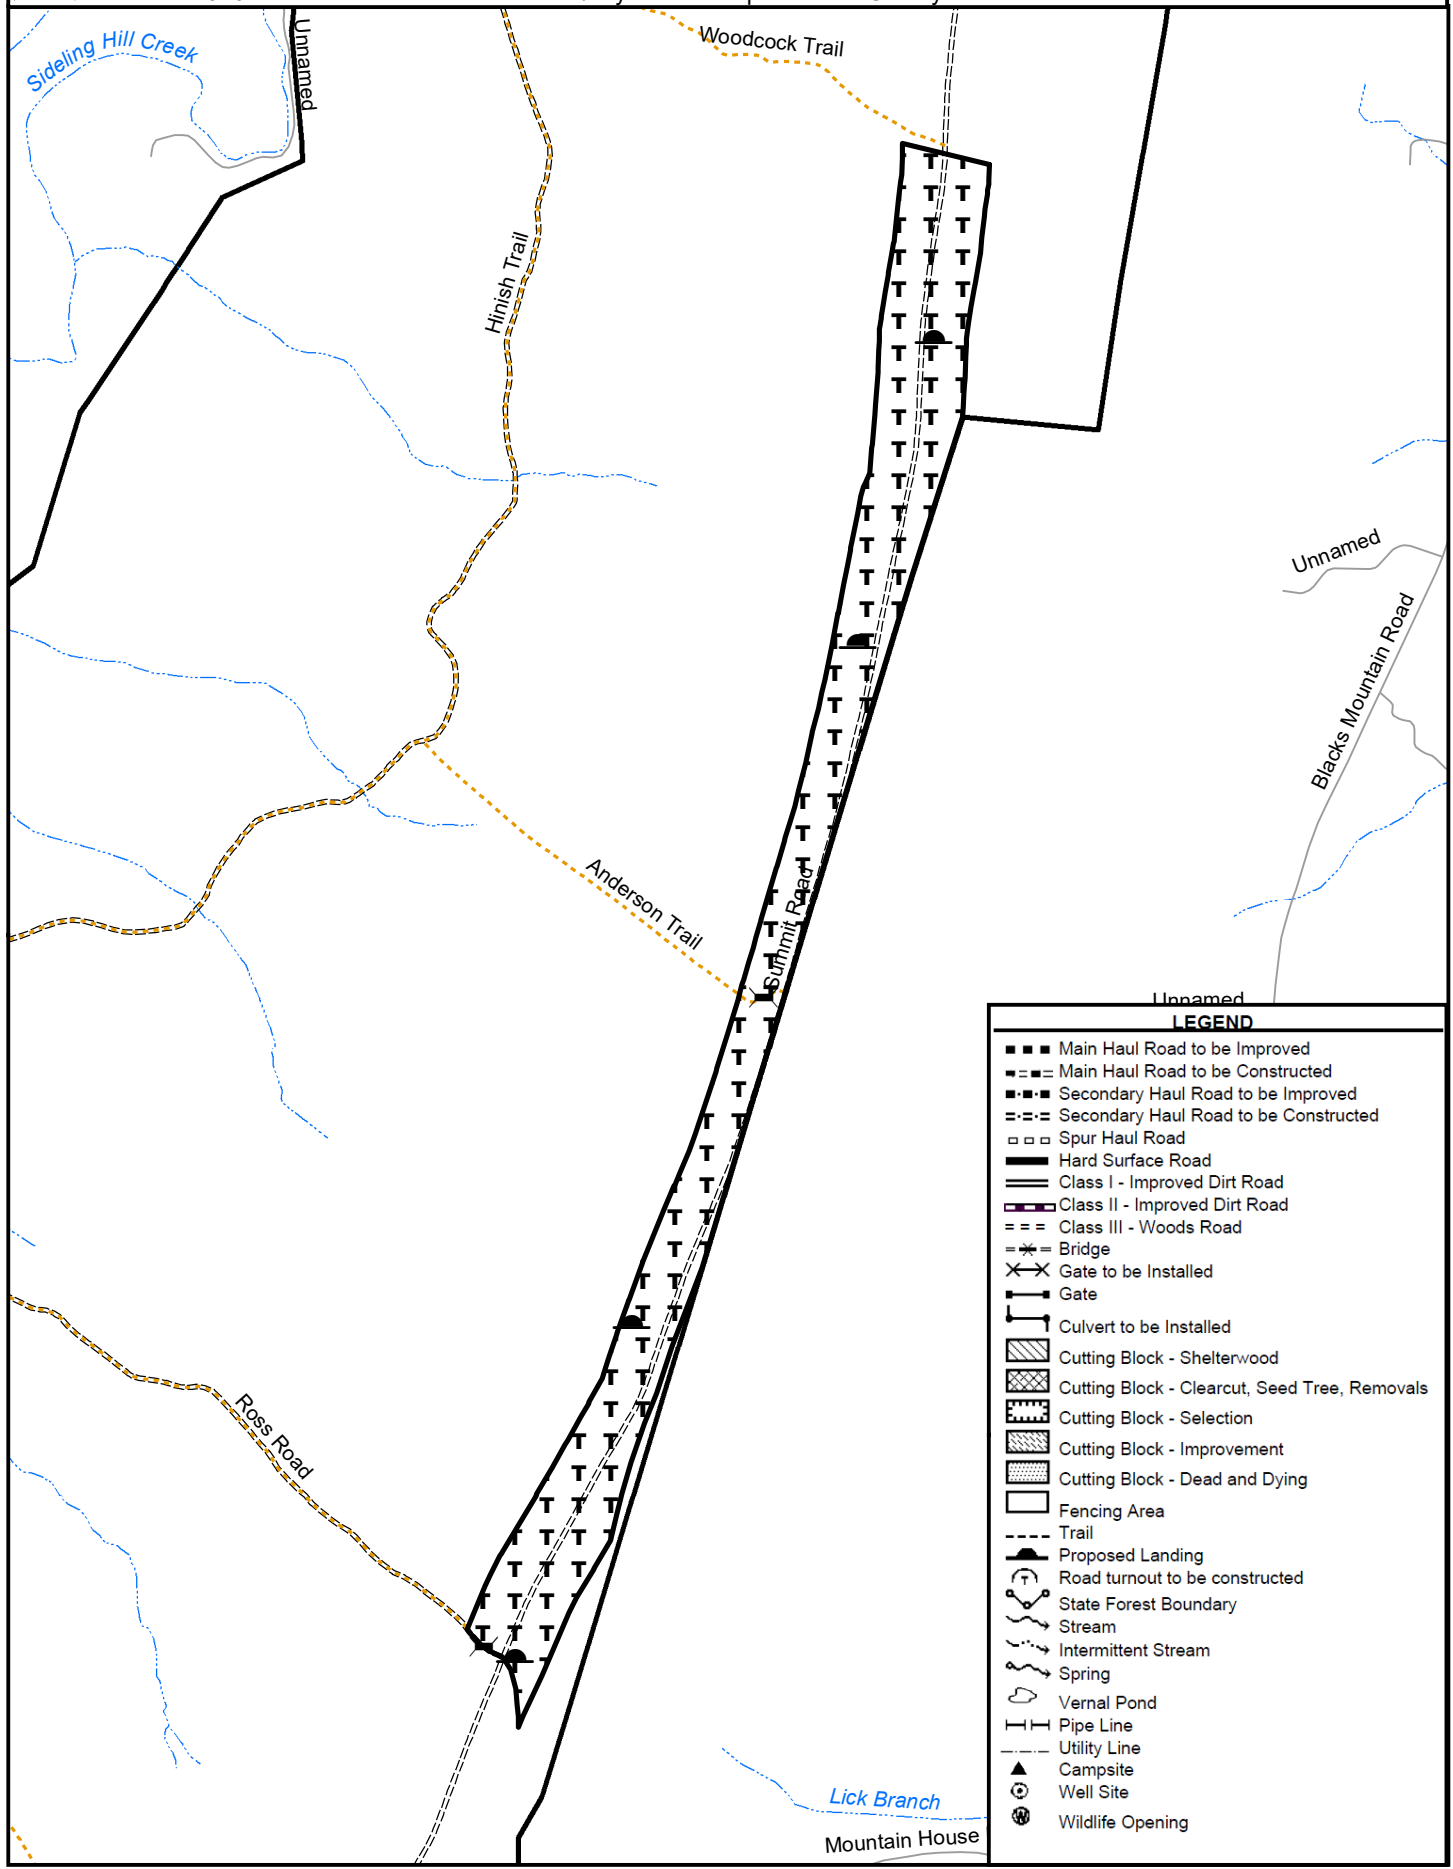 Woodcock Trail
Sideling Hill Creek
Unnamed
Hinish Trail
Unnamed
Blacks Mountain Road
Anderson Trail
Summit Road
Unnamed
LEGEND
Main Haul Road to be Improved
Main Haul Road to be Constructed
Secondary Haul Road to be Improved
Secondary Haul Road to be Constructed
Spur Haul Road
Hard Surface Road
Class I - Improved Dirt Road
Class II - Improved Dirt Road
Class III - Woods Road
Bridge
Gate to be Installed
Gate
Culvert to be Installed
Cutting Block - Shelterwood
Cutting Block - Clearcut, Seed Tree, Removals
Cutting Block - Selection
Cutting Block - Improvement
Cutting Block - Dead and Dying
Fencing Area
Trail
Proposed Landing
Road turnout to be constructed
State Forest Boundary
Stream
Intermittent Stream
Spring
Vernal Pond
Pipe Line
Utility Line
Campsite
Well Site
Wildlife Opening
Ross Road
Lick Branch
Mountain House